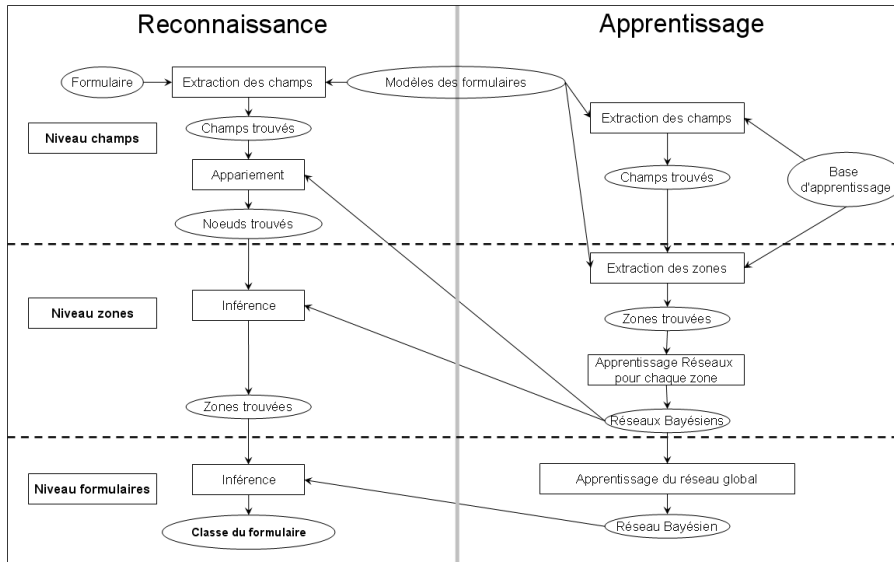 Reconnaissance
Apprentissage
Formulaire
Extraction des champs
Modèles des formulaires
Extraction des champs
Niveau champs
Champs trouvés
Appariement
Champs trouvés
Base
d'apprentissage
Noeuds trouvés
Extraction des zones
Niveau zones
Inférence
Zones trouvées
Apprentissage Réseaux
pour chaque zone
Zones trouvées
Réseaux Bayésiens
Niveau formulaires
Inférence
Apprentissage du réseau global
Classe du formulaire
Réseau Bayésien